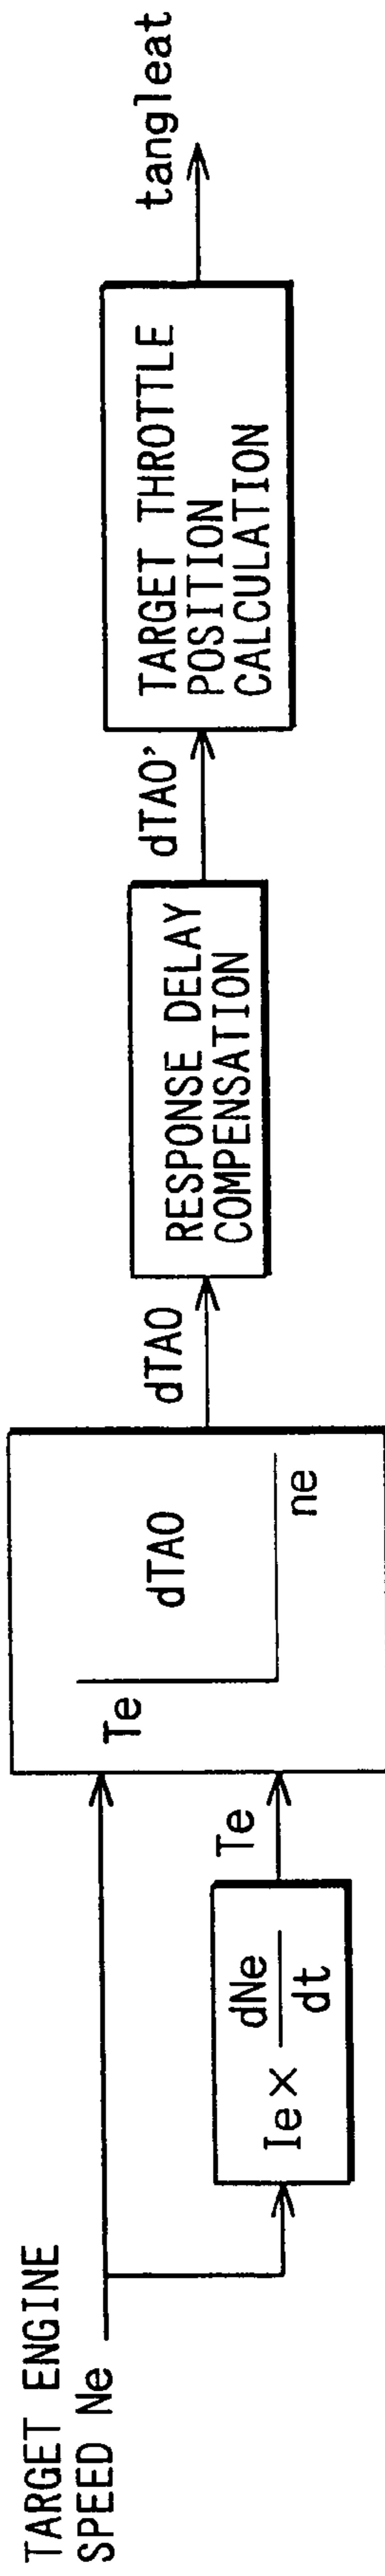 TARGET ENGINE
SPEED Ne
Ie× dNe
dt
Te
Te
dTAO
ne
dTAO
RESPONSE DELAY
COMPENSATION
dTAO'
TARGET THROTTLE
POSITION
CALCULATION
tangleat